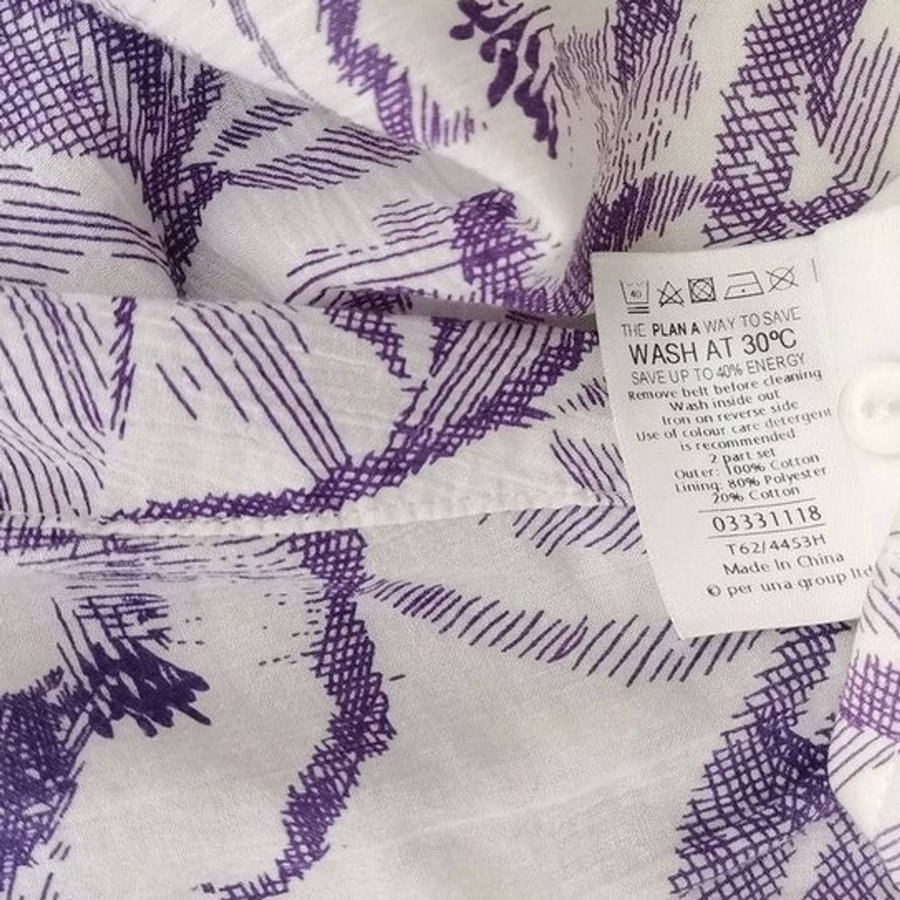 40
THE PLAN A WAY TO SAVE
WASH AT 30ºC
SAVE UP TO 40% ENERGY
Remove belt before cleaning
Wash inside out
Iron on reverse side
Use of colour care detergent
is recommended
2 part set
Outer: 100% Cotton
Lining: 80% Polyester
20% Cotton
03331118
T62/4453H
Made In China
© per una group ltd